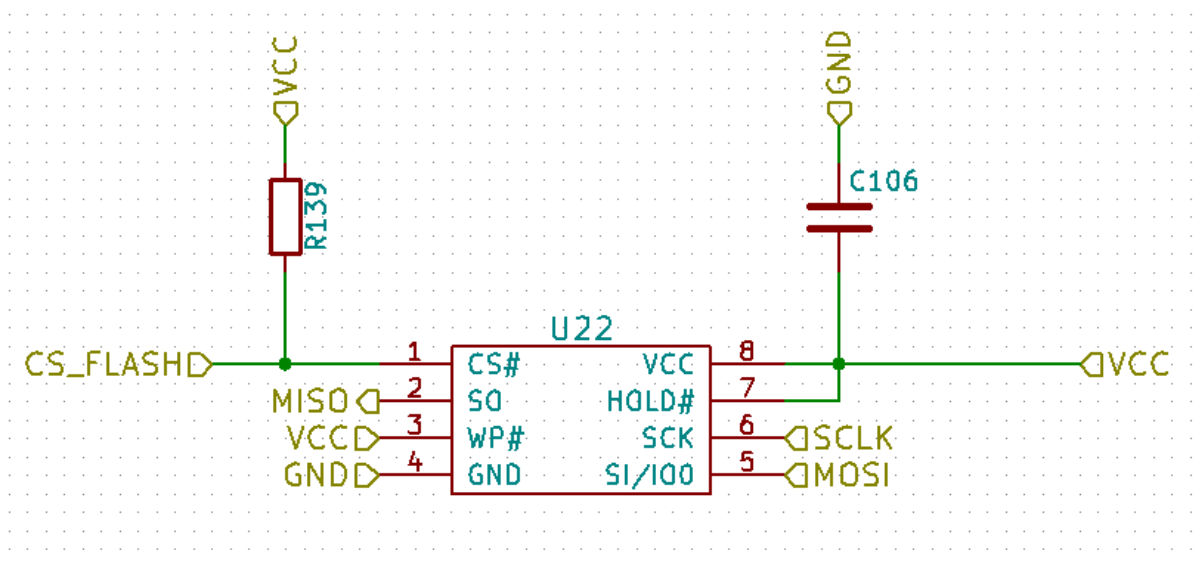 VCC
GND
C106
R139
U22
CS_FLASH 1 CS# VCC 8 VCC
MISO 2 SO HOLD# 7
VCC 3 WP# SCK 6 SCLK
GND 4 GND SI/IO0 5 MOSI